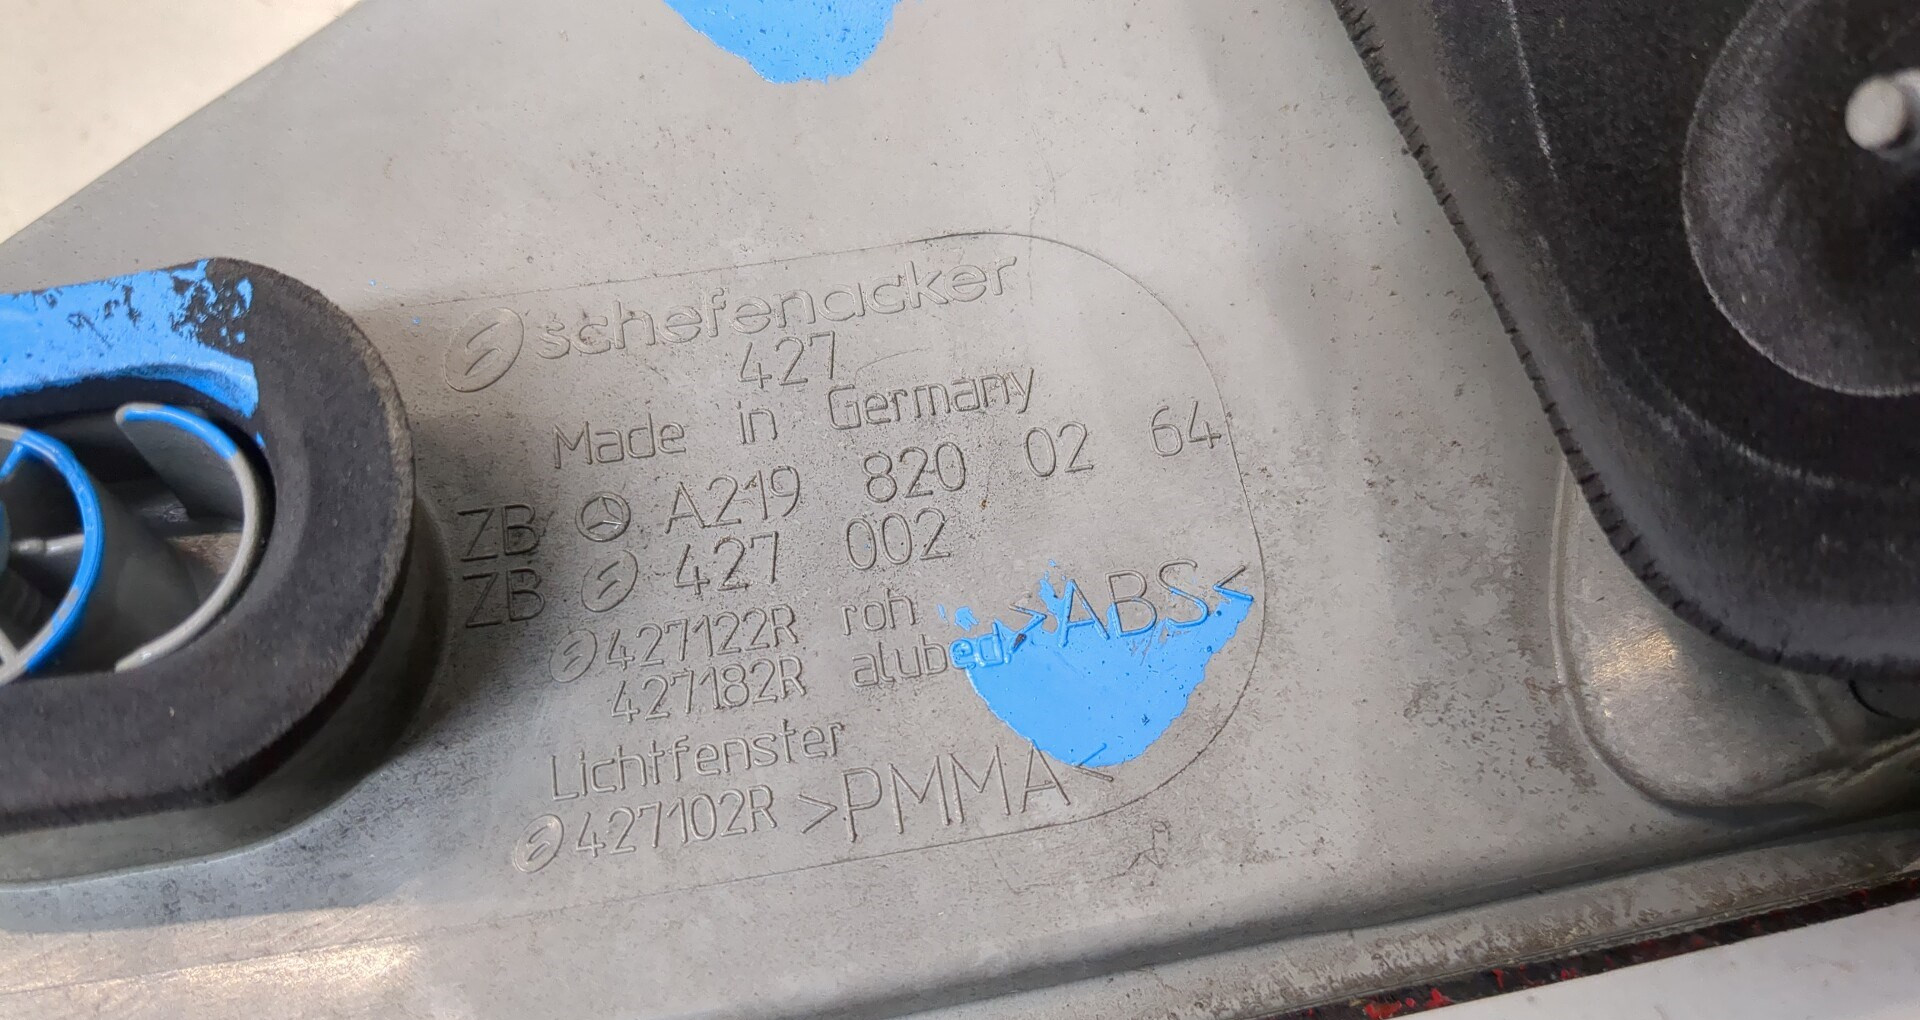 schefenacker
427
Made in Germany
ZB A219 820 02 64
ZB 427 002
427122R roh >ABS<
427182R alubed.
Lichtfenster
427102R >PMMA<